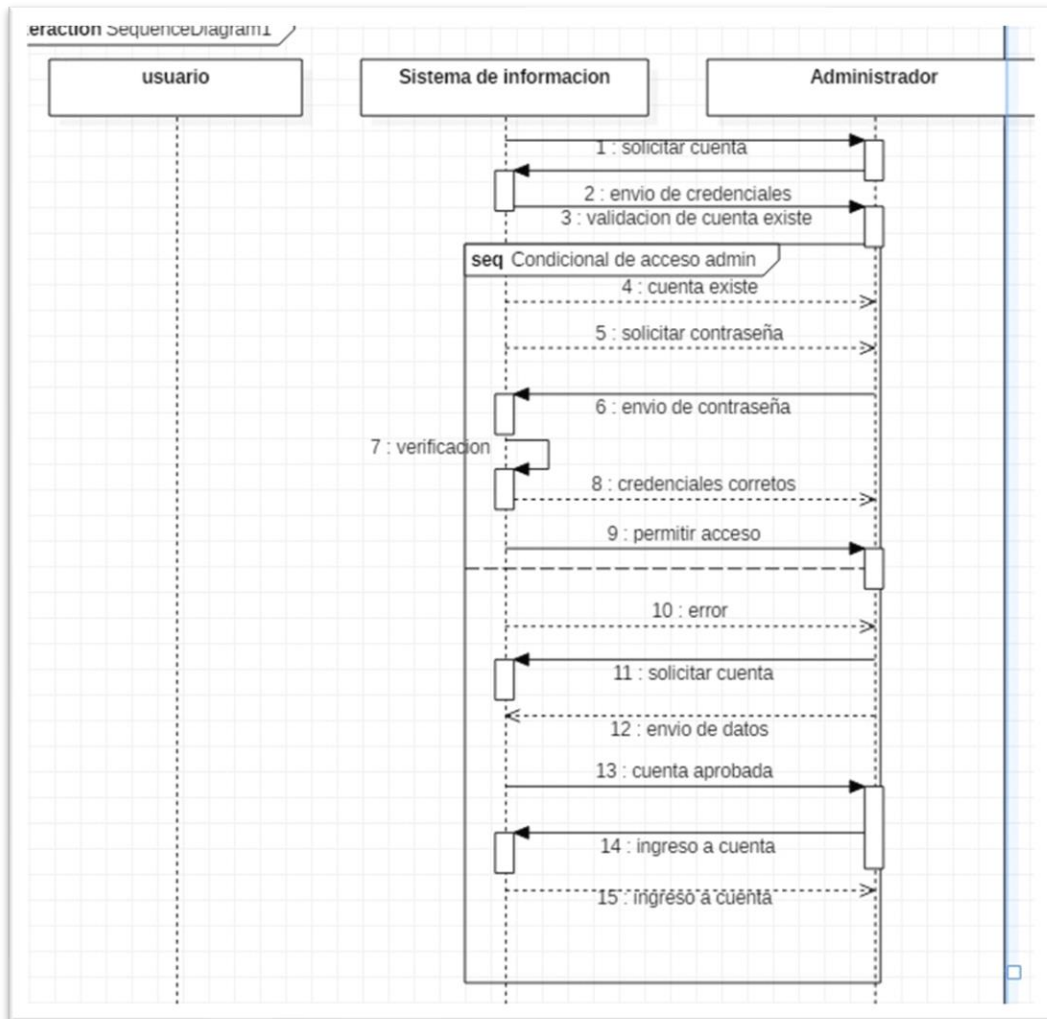 eraction SequenceDiagram1
usuario
Sistema de informacion
Administrador
1 : solicitar cuenta
2 : envio de credenciales
3 : validacion de cuenta existe
seq Condicional de acceso admin
4 : cuenta existe
5 : solicitar contraseña
6 : envio de contraseña
7 : verificacion
8 : credenciales corretos
9 : permitir acceso
10 : error
11 : solicitar cuenta
12 : envio de datos
13 : cuenta aprobada
14 : ingreso a cuenta
15 : ingreso a cuenta